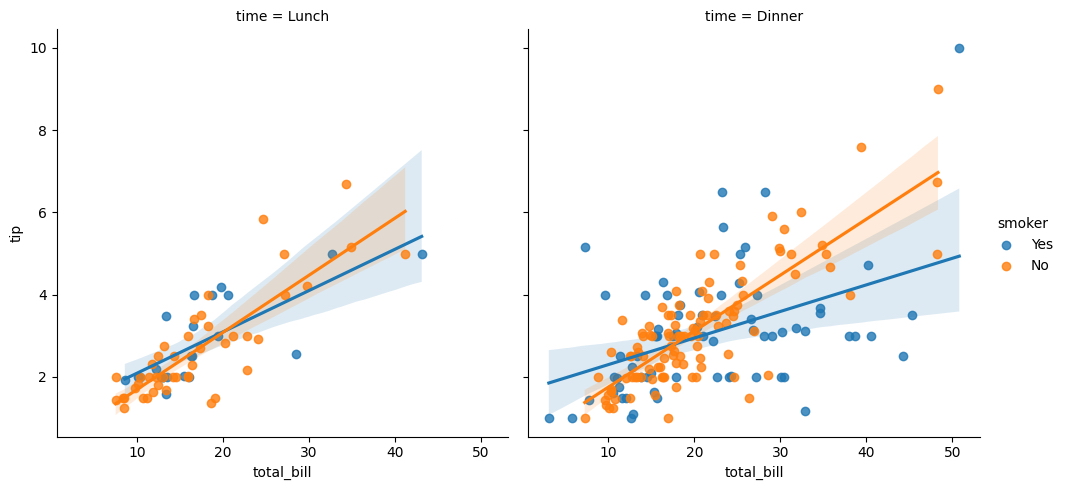 time = Lunch
time = Dinner
10
8
6
4
2
tip
10 20 30 40 50
10 20 30 40 50
total_bill
total_bill
smoker
Yes
No